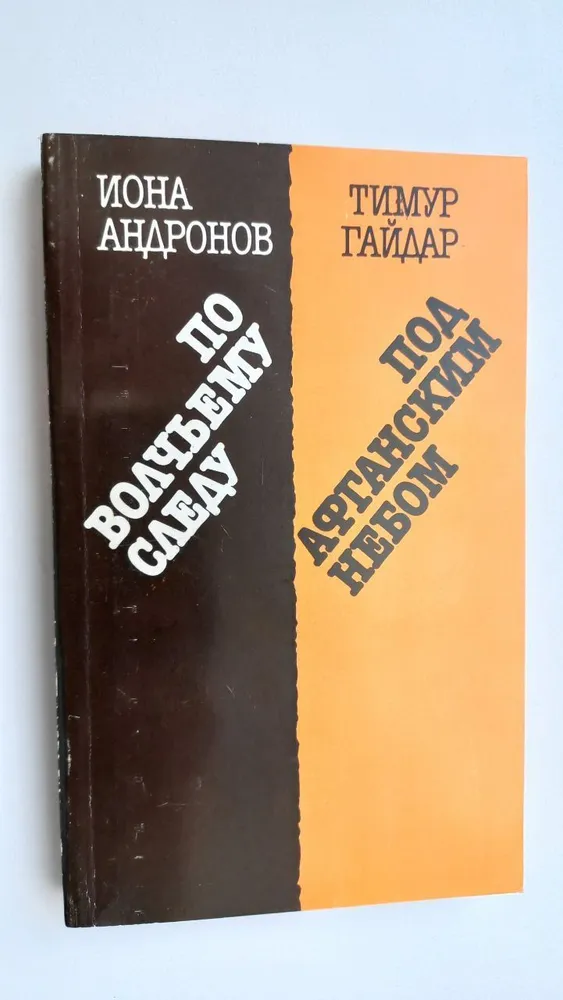 ИОНА
АНДРОНОВ
ПО
ВОЛЧЬЕМУ
СЛЕДУ
ТИМУР
ГАЙДАР
ПОД
АФГАНСКИМ
НЕБОМ